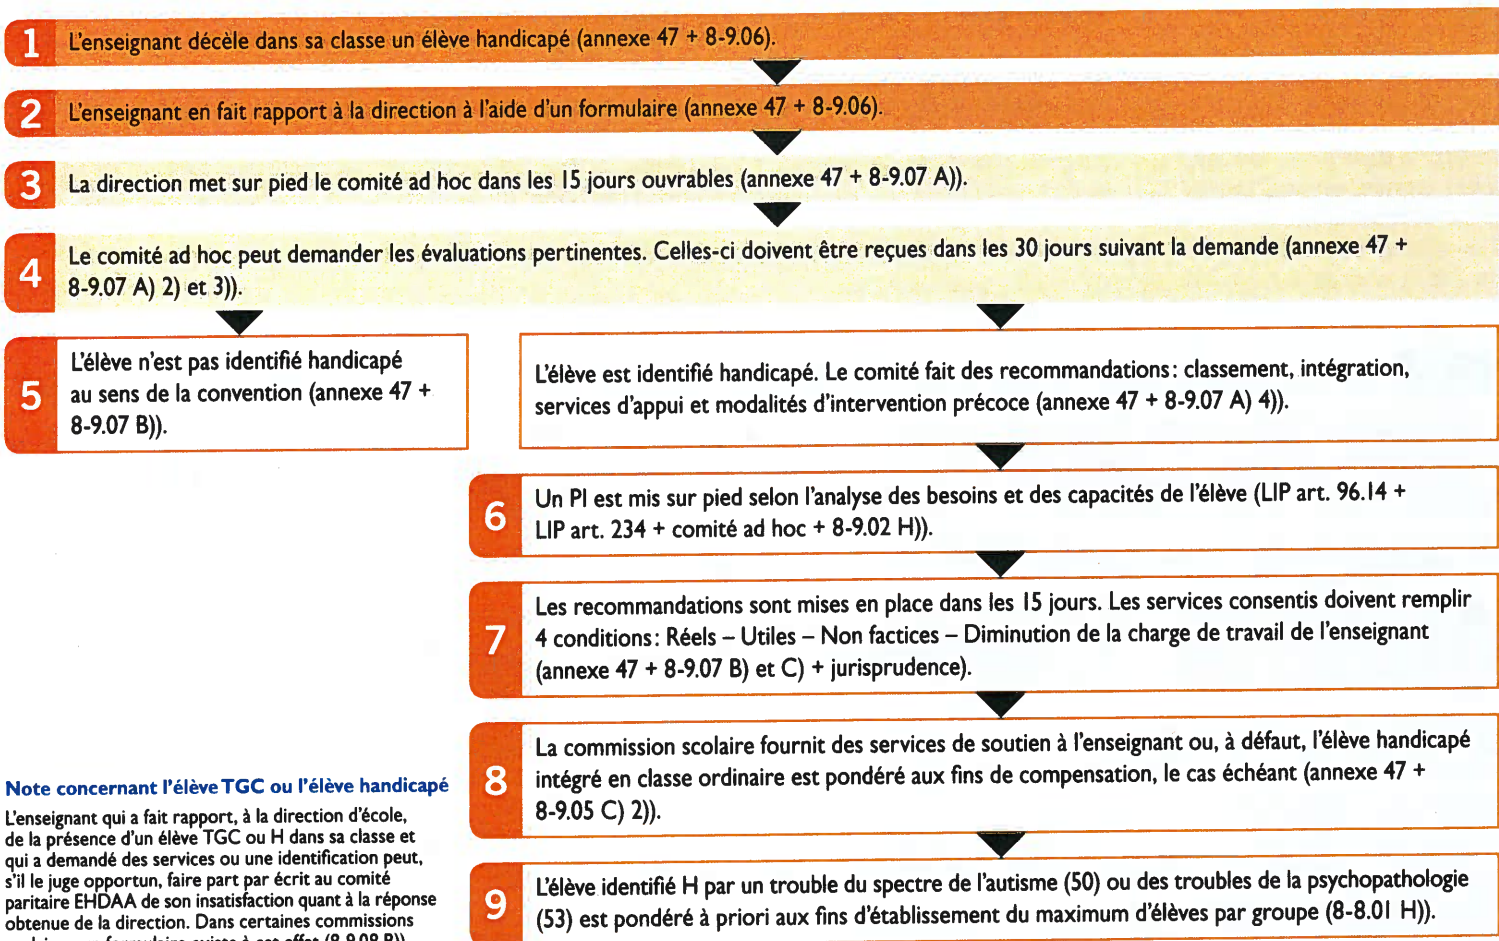 1 L'enseignant décèle dans sa classe un élève handicapé (annexe 47 + 8-9.06).
2 L'enseignant en fait rapport à la direction à l'aide d'un formulaire (annexe 47 + 8-9.06).
3 La direction met sur pied le comité ad hoc dans les 15 jours ouvrables (annexe 47 + 8-9.07 A)).
4 Le comité ad hoc peut demander les évaluations pertinentes. Celles-ci doivent être reçues dans les 30 jours suivant la demande (annexe 47 +
8-9.07 A) 2) et 3)).
5 L'élève n'est pas identifié handicapé
au sens de la convention (annexe 47 +
8-9.07 B)).
L'élève est identifié handicapé. Le comité fait des recommandations: classement, intégration,
services d'appui et modalités d'intervention précoce (annexe 47 + 8-9.07 A) 4)).
6 Un PI est mis sur pied selon l'analyse des besoins et des capacités de l'élève (LIP art. 96.14 +
LIP art. 234 + comité ad hoc + 8-9.02 H)).
7 Les recommandations sont mises en place dans les 15 jours. Les services consentis doivent remplir
4 conditions: Réels – Utiles – Non factices – Diminution de la charge de travail de l'enseignant
(annexe 47 + 8-9.07 B) et C) + jurisprudence).
8 La commission scolaire fournit des services de soutien à l'enseignant ou, à défaut, l'élève handicapé
intégré en classe ordinaire est pondéré aux fins de compensation, le cas échéant (annexe 47 +
8-9.05 C) 2)).
9 L'élève identifié H par un trouble du spectre de l'autisme (50) ou des troubles de la psychopathologie
(53) est pondéré à priori aux fins d'établissement du maximum d'élèves par groupe (8-8.01 H)).
Note concernant l'élève TGC ou l'élève handicapé
L'enseignant qui a fait rapport, à la direction d'école,
de la présence d'un élève TGC ou H dans sa classe et
qui a demandé des services ou une identification peut,
s'il le juge opportun, faire part par écrit au comité
paritaire EHDAA de son insatisfaction quant à la réponse
obtenue de la direction. Dans certaines commissions